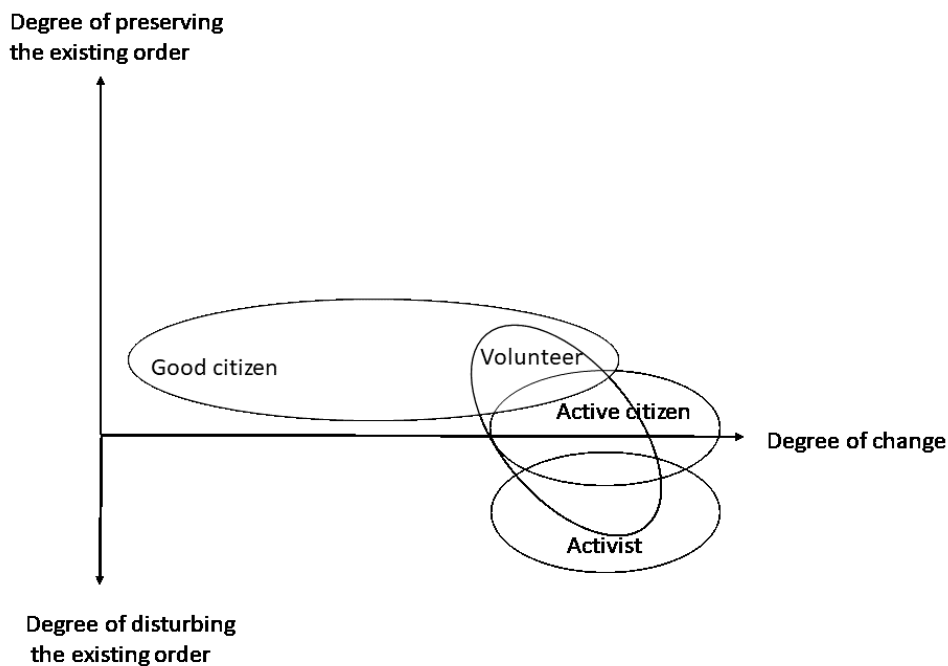 Degree of preserving
the existing order
Good citizen
Volunteer
Active citizen
Degree of change
Activist
Degree of disturbing
the existing order